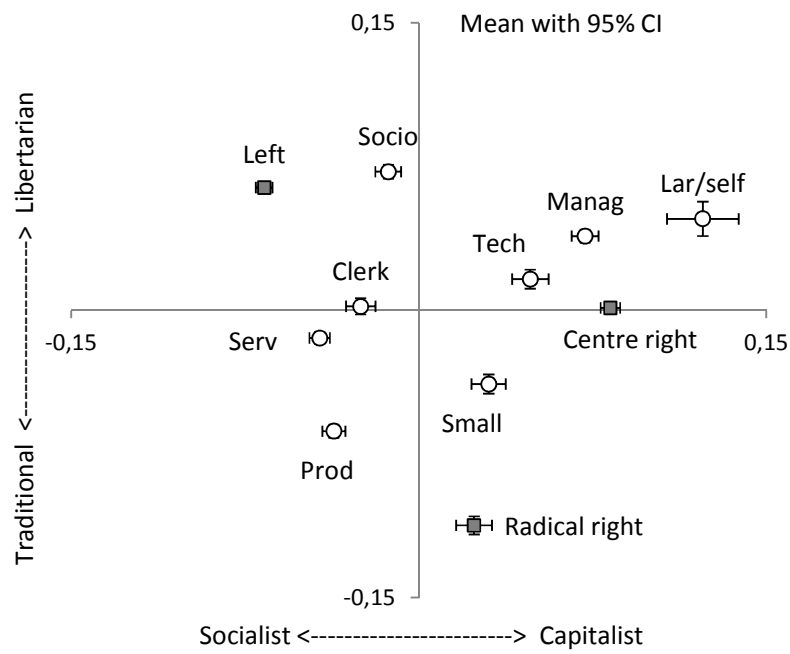 0,15
Mean with 95% CI
Socio
Left
Lar/self
Manag
Tech
Clerk
-0,15
Serv
Centre right
0,15
Small
Prod
Radical right
-0,15
Traditional <----------------------> Libertarian
Socialist <-----------------------> Capitalist